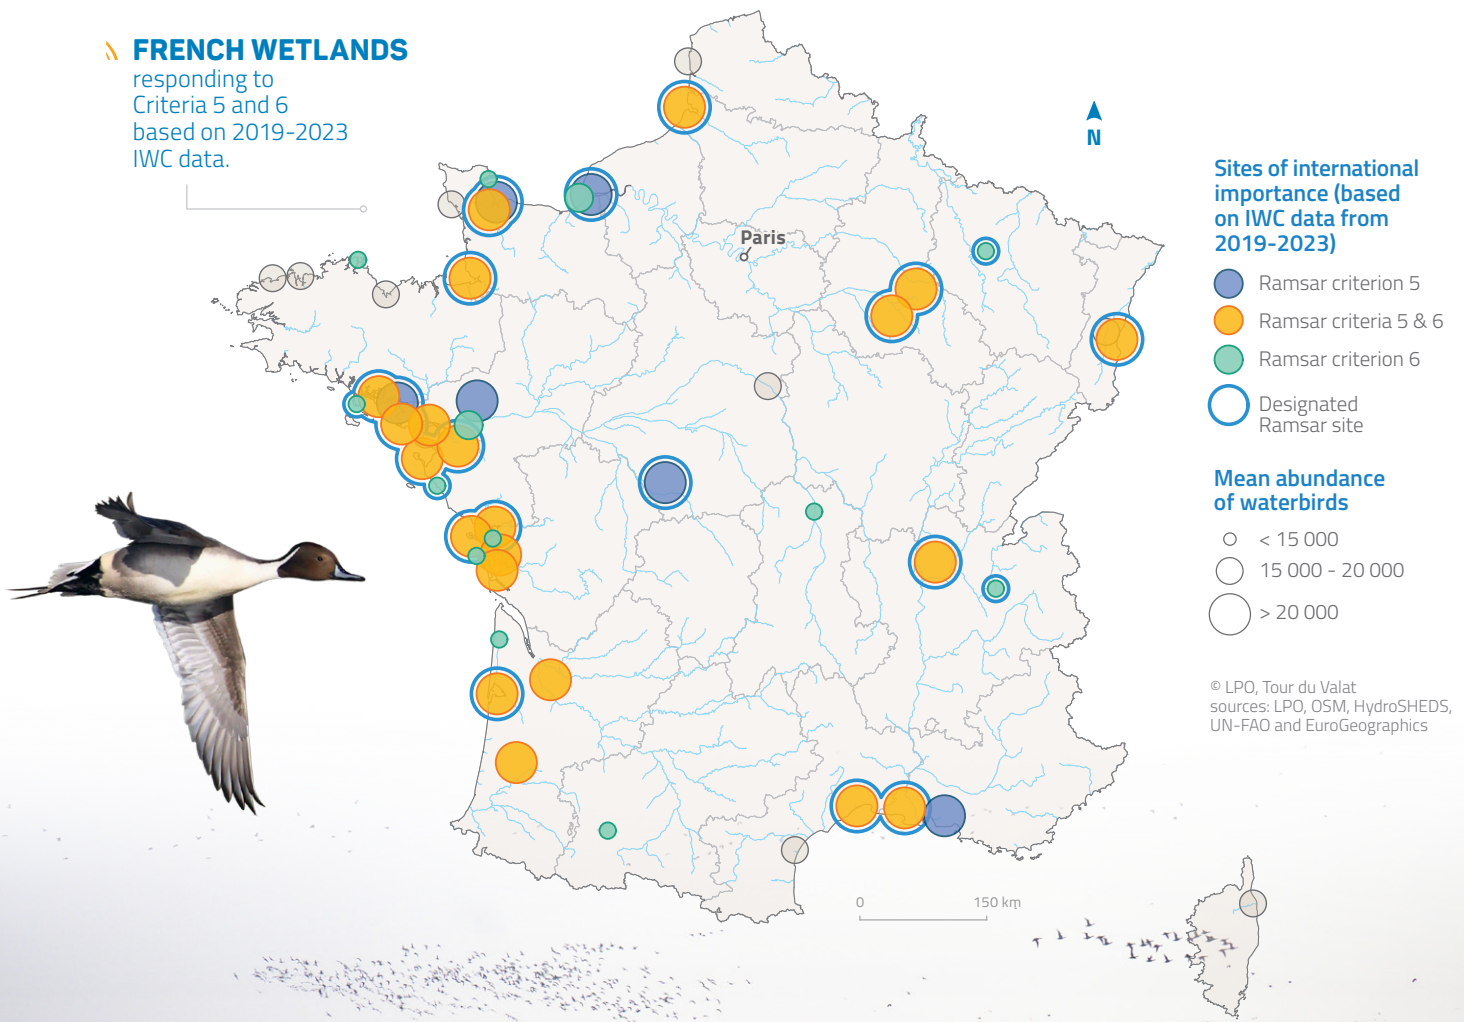 FRENCH WETLANDS
responding to
Criteria 5 and 6
based on 2019-2023
IWC data.
N
Paris
Sites of international
importance (based
on IWC data from
2019-2023)
Ramsar criterion 5
Ramsar criteria 5 & 6
Ramsar criterion 6
Designated
Ramsar site
Mean abundance
of waterbirds
< 15 000
15 000 - 20 000
> 20 000
© LPO, Tour du Valat
sources: LPO, OSM, HydroSHEDS,
UN-FAO and EuroGeographics
0 150 km